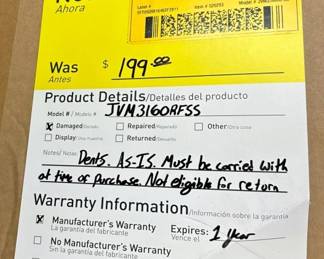 Ahora
Was
Antes
$ 199.00
Product Details/Detalles del producto
Model # / Modelo # JVM3160RFSS
x Damaged/Dañado Repaired/Reparado Other/Otra cosa
Display/ Returned/Devuelto
Notes/ Notas Dents. As-Is. Must be carried with
at time of purchase. Not eligible for return
Warranty Information/Información sobre la garantía
x Manufacturer's Warranty Expires: 1 year
La garantía del fabricante Vence el
No Manufacturer's Warranty
Sin la garantía del fabricante